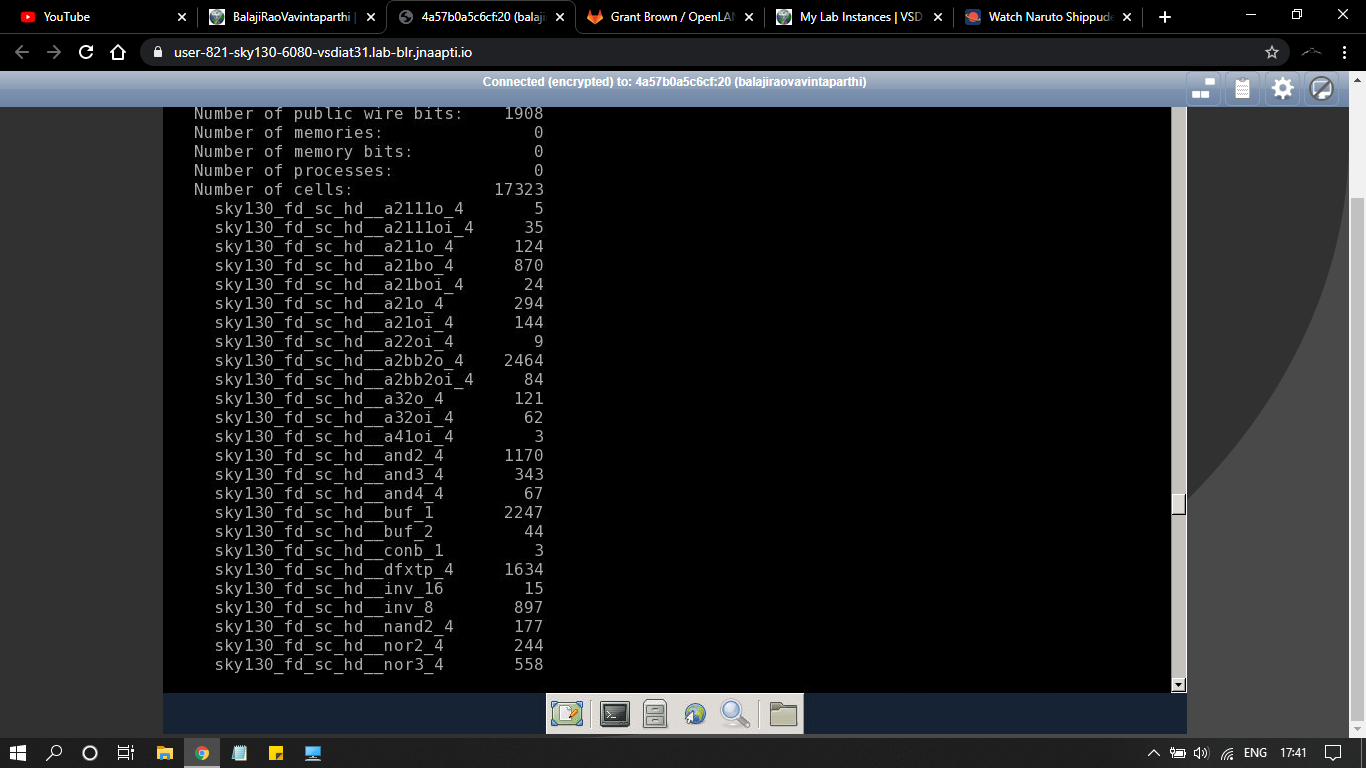 YouTube
BalajiRaoVavintaparthi |
4a57b0a5c6cf:20 (balaji
Grant Brown / OpenLAN
My Lab Instances | VSD
Watch Naruto Shippude
user-821-sky130-6080-vsdiat31.lab-blr.jnaapti.io
Connected (encrypted) to: 4a57b0a5c6cf:20 (balajiraovavintaparthi)
Number of public wire bits: 1908
Number of memories: 0
Number of memory bits: 0
Number of processes: 0
Number of cells: 17323
sky130_fd_sc_hd__a2111o_4 5
sky130_fd_sc_hd__a2111oi_4 35
sky130_fd_sc_hd__a211o_4 124
sky130_fd_sc_hd__a21bo_4 870
sky130_fd_sc_hd__a21boi_4 24
sky130_fd_sc_hd__a21o_4 294
sky130_fd_sc_hd__a21oi_4 144
sky130_fd_sc_hd__a22oi_4 9
sky130_fd_sc_hd__a2bb2o_4 2464
sky130_fd_sc_hd__a2bb2oi_4 84
sky130_fd_sc_hd__a32o_4 121
sky130_fd_sc_hd__a32oi_4 62
sky130_fd_sc_hd__a41oi_4 3
sky130_fd_sc_hd__and2_4 1170
sky130_fd_sc_hd__and3_4 343
sky130_fd_sc_hd__and4_4 67
sky130_fd_sc_hd__buf_1 2247
sky130_fd_sc_hd__buf_2 44
sky130_fd_sc_hd__conb_1 3
sky130_fd_sc_hd__dfxtp_4 1634
sky130_fd_sc_hd__inv_16 15
sky130_fd_sc_hd__inv_8 897
sky130_fd_sc_hd__nand2_4 177
sky130_fd_sc_hd__nor2_4 244
sky130_fd_sc_hd__nor3_4 558
ENG 17:41